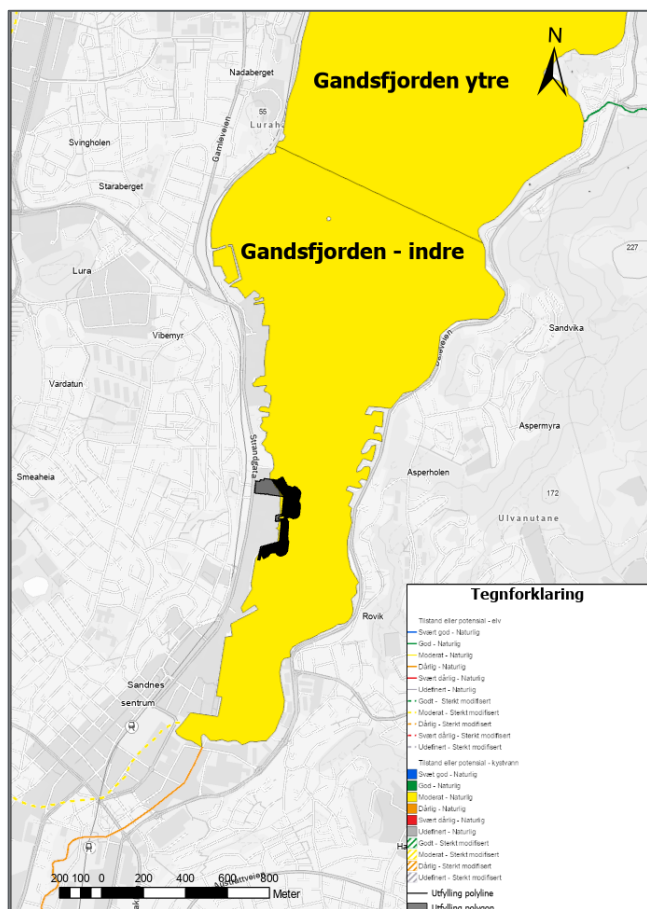 N
Gandsfjorden ytre
Nadaberget
55
Gamleveien
Svingholen
Staraberget
Gandsfjorden - indre
227
Lura
Vibemyr
Sandvika
Vardatun
Aspermyra
Strandgata
Smeaheia
Asperholen
172
Ulvanutane
Rovik
Sandnes
sentrum
Austråttveien
200 100 0 200 400 600 800
Meter
Tegnforklaring
Tilstand eller potensial - elv
Svært god - Naturlig
God - Naturlig
Moderat - Naturlig
Dårlig - Naturlig
Svært dårlig - Naturlig
Udefinert - Naturlig
Godt - Sterkt modifisert
Moderat - Sterkt modifisert
Dårlig - Sterkt modifisert
Svært dårlig - Sterkt modifisert
Udefinert - Sterkt modifisert
Tilstand eller potensial - kystvann
Svært god - Naturlig
God - Naturlig
Moderat - Naturlig
Dårlig - Naturlig
Svært dårlig - Naturlig
Udefinert - Naturlig
Godt - Sterkt modifisert
Moderat - Sterkt modifisert
Dårlig - Sterkt modifisert
Udefinert - Sterkt modifisert
Utfylling polyline
Utfylling polygon